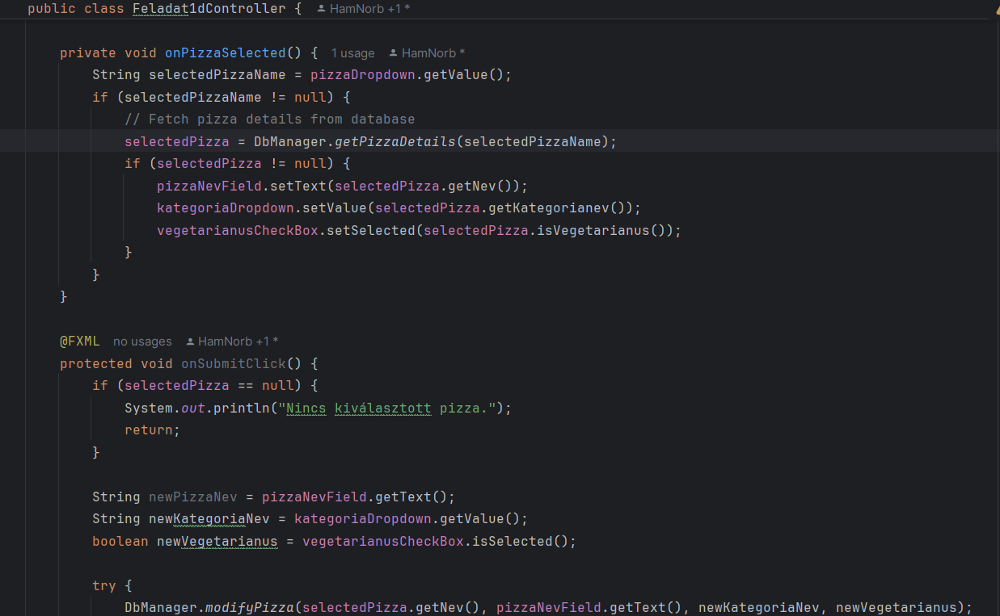 public class Feladat1dController { HamNorb +1 *
private void onPizzaSelected() { 1 usage HamNorb *
String selectedPizzaName = pizzaDropdown.getValue();
if (selectedPizzaName != null) {
// Fetch pizza details from database
selectedPizza = DbManager.getPizzaDetails(selectedPizzaName);
if (selectedPizza != null) {
pizzaNevField.setText(selectedPizza.getNev());
kategoriaDropdown.setValue(selectedPizza.getKategorianev());
vegetarianusCheckBox.setSelected(selectedPizza.isVegetarianus());
}
}
}
@FXML no usages HamNorb +1 *
protected void onSubmitClick() {
if (selectedPizza == null) {
System.out.println("Nincs kiválasztott pizza.");
return;
}
String newPizzaNev = pizzaNevField.getText();
String newKategoriaNev = kategoriaDropdown.getValue();
boolean newVegetarianus = vegetarianusCheckBox.isSelected();
try {
DbManager.modifyPizza(selectedPizza.getNev(), pizzaNevField.getText(), newKategoriaNev, newVegetarianus);